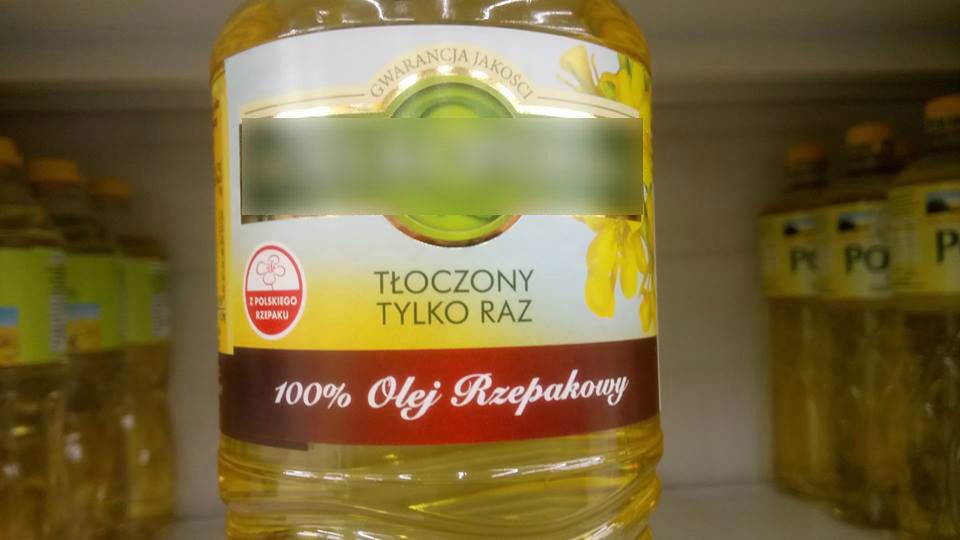 GWARANCJA JAKOŚCI
TŁOCZONY
TYLKO RAZ
Z POLSKIEGO
RZEPAKU
100% Olej Rzepakowy